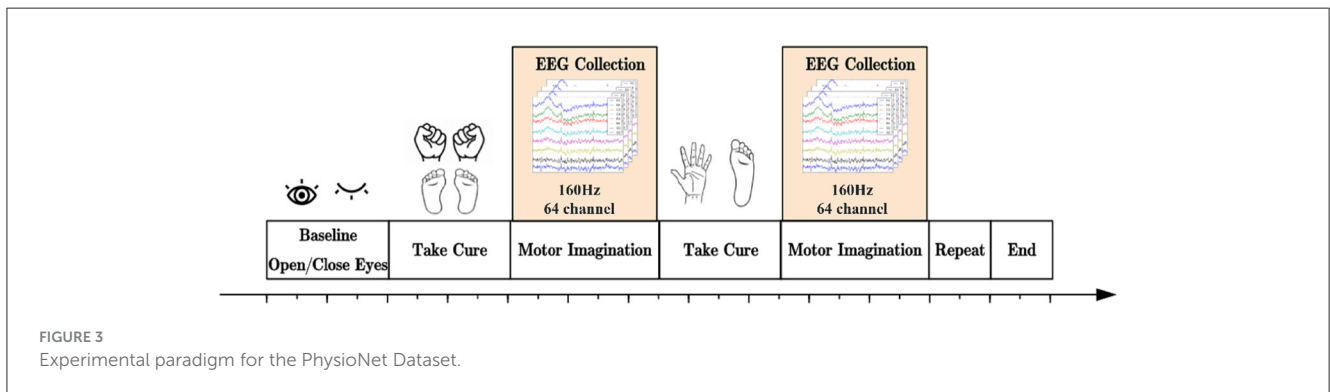 EEG Collection
160Hz
64 channel
EEG Collection
160Hz
64 channel
Baseline
Open/Close Eyes
Take Cure
Motor Imagination
Take Cure
Motor Imagination
Repeat
End
FIGURE 3
Experimental paradigm for the PhysioNet Dataset.